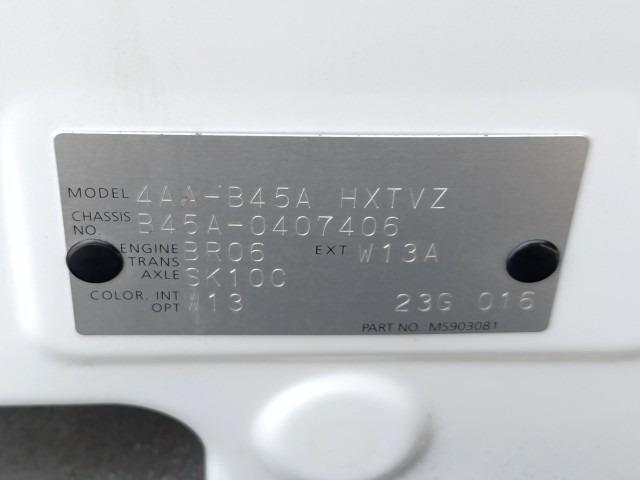 MODEL 4AA-B45A HXTVZ
CHASSIS NO. B45A-0407406
ENGINE BR06 EXT W13A
TRANS AXLE SK10C
COLOR. INT OPT W13 23G 016
PART NO. MS903081